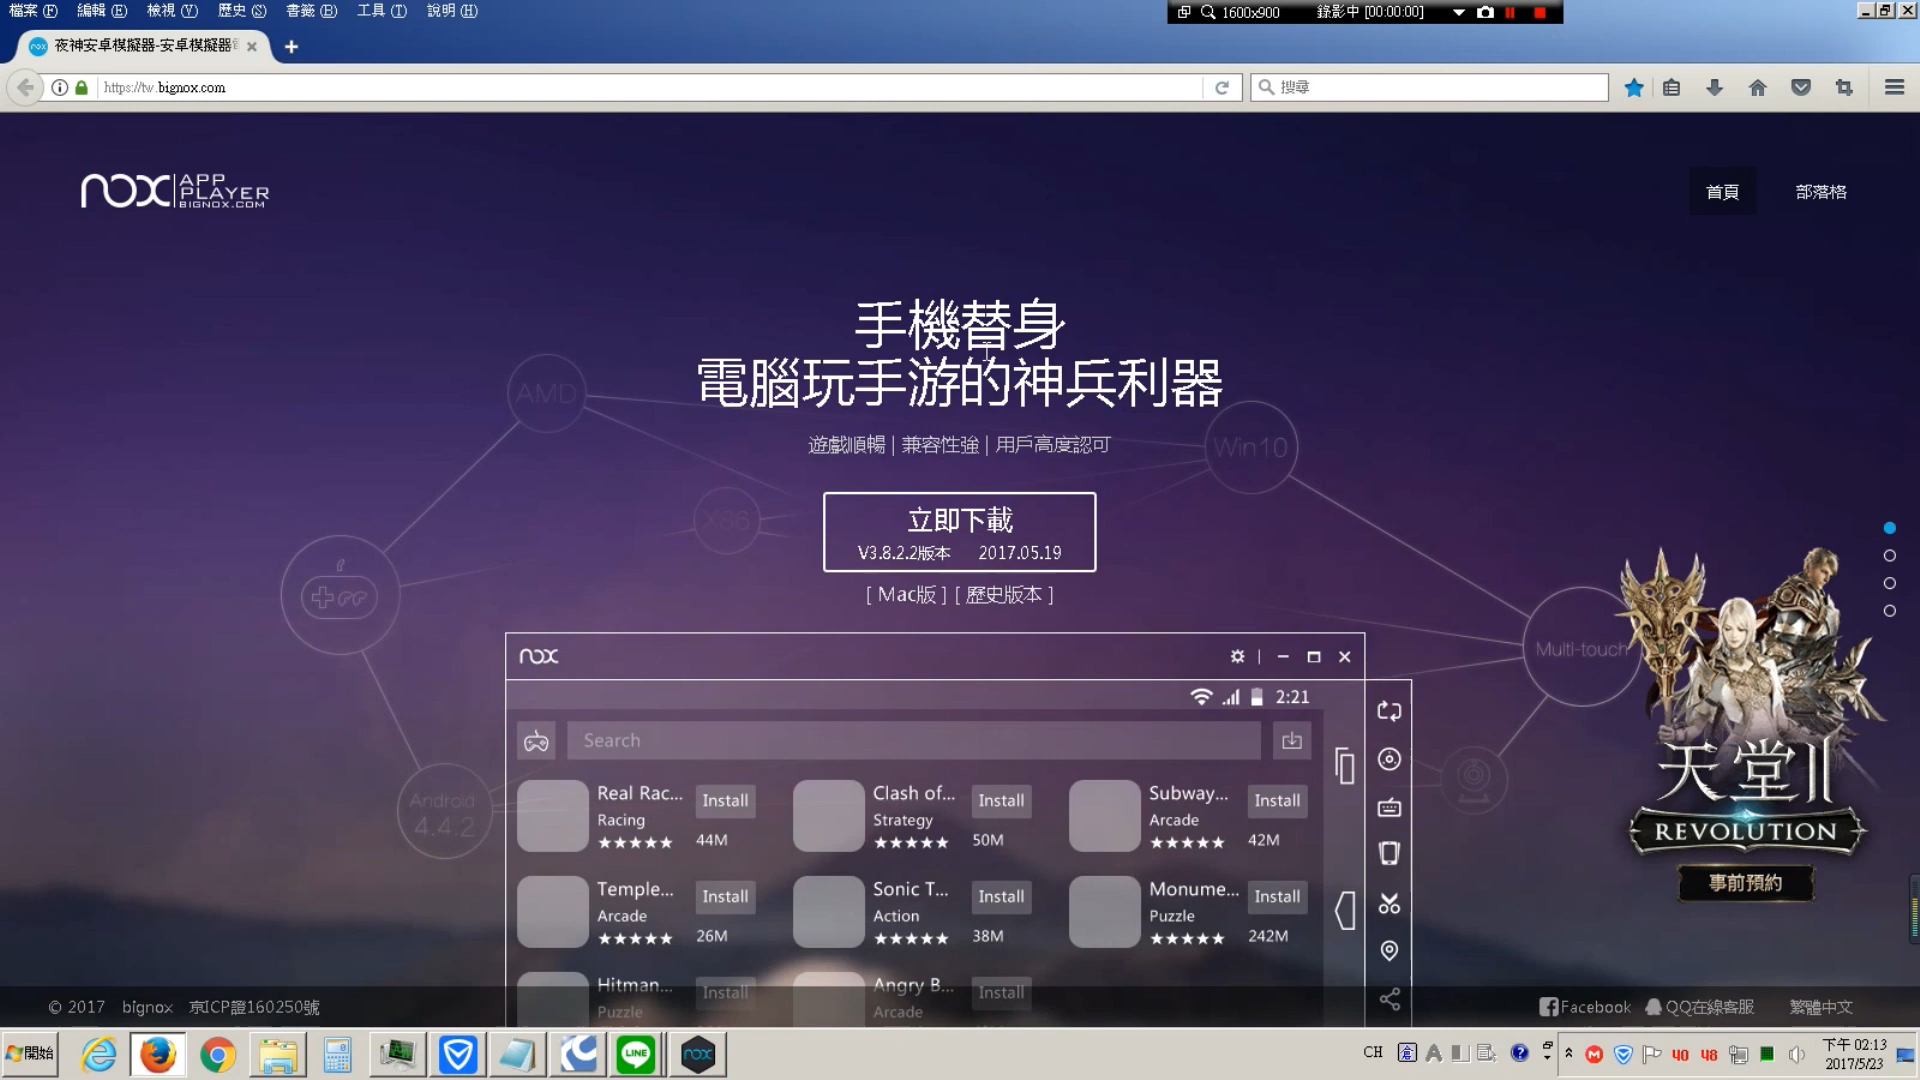 檔案 (F) 編輯 (E) 檢視 (V) 歷史 (S) 書籤 (B) 工具 (T) 說明 (H)
1600x900 錄影中 [00:00:00]
夜神安卓模擬器-安卓模擬器
https://tw.bignox.com
搜尋
nox APP PLAYER BIGNOX.COM
首頁 部落格
手機替身
電腦玩手游的神兵利器
遊戲順暢 | 兼容性強 | 用戶高度認可
AMD
Win10
X86
立即下載
V3.8.2.2版本 2017.05.19
[ Mac版 ] [ 歷史版本 ]
Multi-touch
nox
2:21
Search
Real Rac... Install Clash of... Install Subway... Install
Racing Strategy Arcade
★★★★★ 44M ★★★★★ 50M ★★★★★ 42M
Android
4.4.2
天堂II
REVOLUTION
事前預約
Temple... Install Sonic T... Install Monume... Install
Arcade Action Puzzle
★★★★★ 26M ★★★★★ 38M ★★★★★ 242M
Hitman... Install Angry B... Install
Puzzle Arcade
© 2017 bignox 京ICP證160250號
Facebook QQ在線客服 繁體中文
開始
LINE
nox
CH
40 48
下午 02:13
2017/5/23